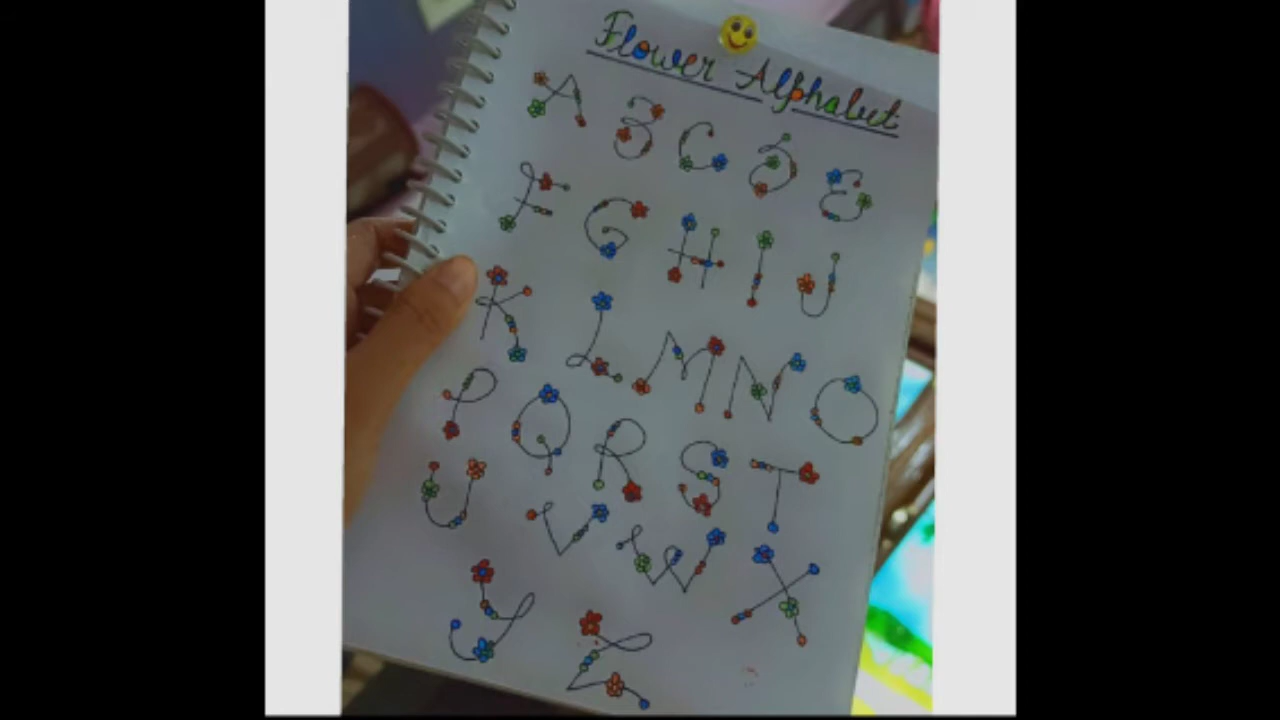 Flower Alphabet
A B C D E
F G H I J
K L M N O
P Q R S T
U V W X
Y Z